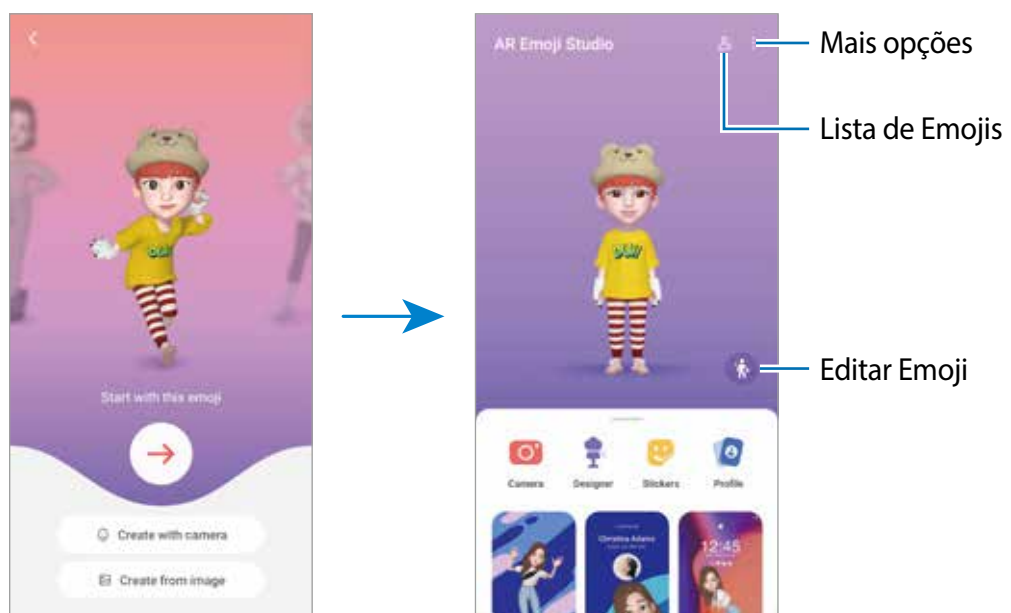 Start with this emoji
Create with camera
Create from image
AR Emoji Studio
Mais opções
Lista de Emojis
Editar Emoji
Camera
Designer
Stickers
Profile
Christina Adams
12:45